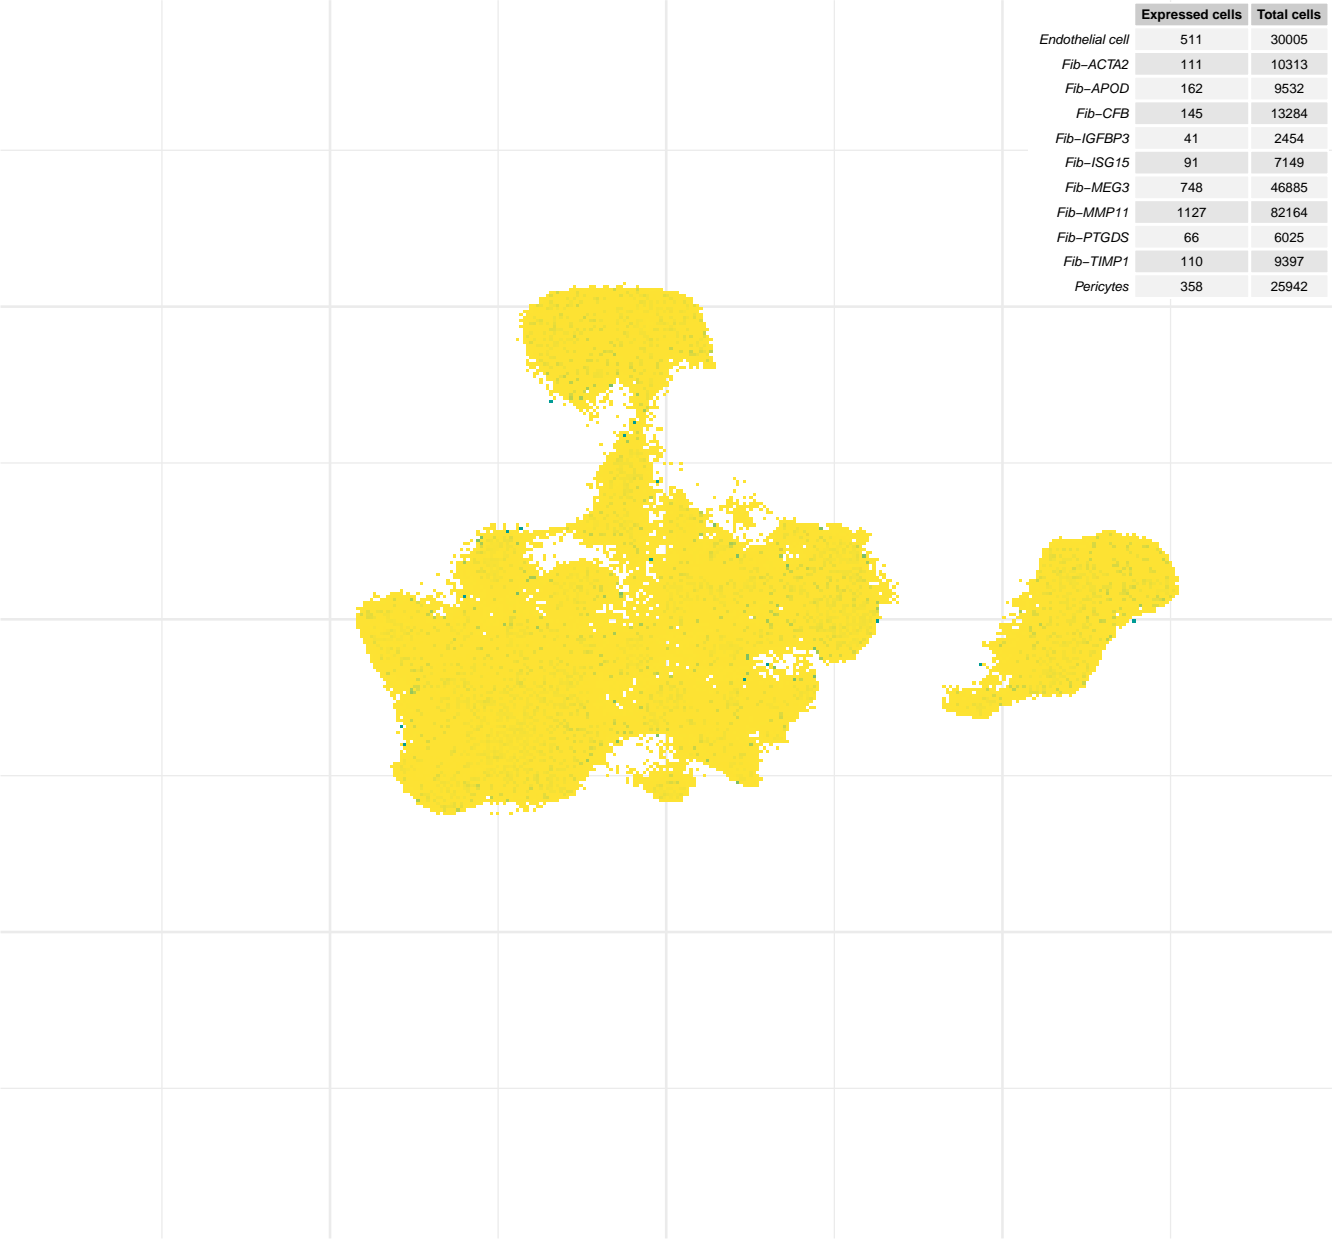 Expressed cells Total cells
Endothelial cell 511 30005
Fib−ACTA2 111 10313
Fib−APOD 162 9532
Fib−CFB 145 13284
Fib−IGFBP3 41 2454
Fib−ISG15 91 7149
Fib−MEG3 748 46885
Fib−MMP11 1127 82164
Fib−PTGDS 66 6025
Fib−TIMP1 110 9397
Pericytes 358 25942